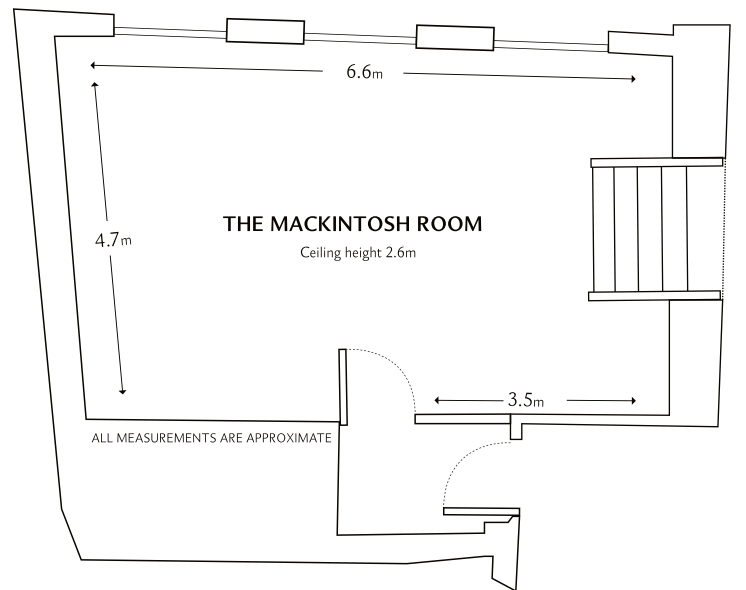 6.6m
4.7m
THE MACKINTOSH ROOM
Ceiling height 2.6m
3.5m
ALL MEASUREMENTS ARE APPROXIMATE